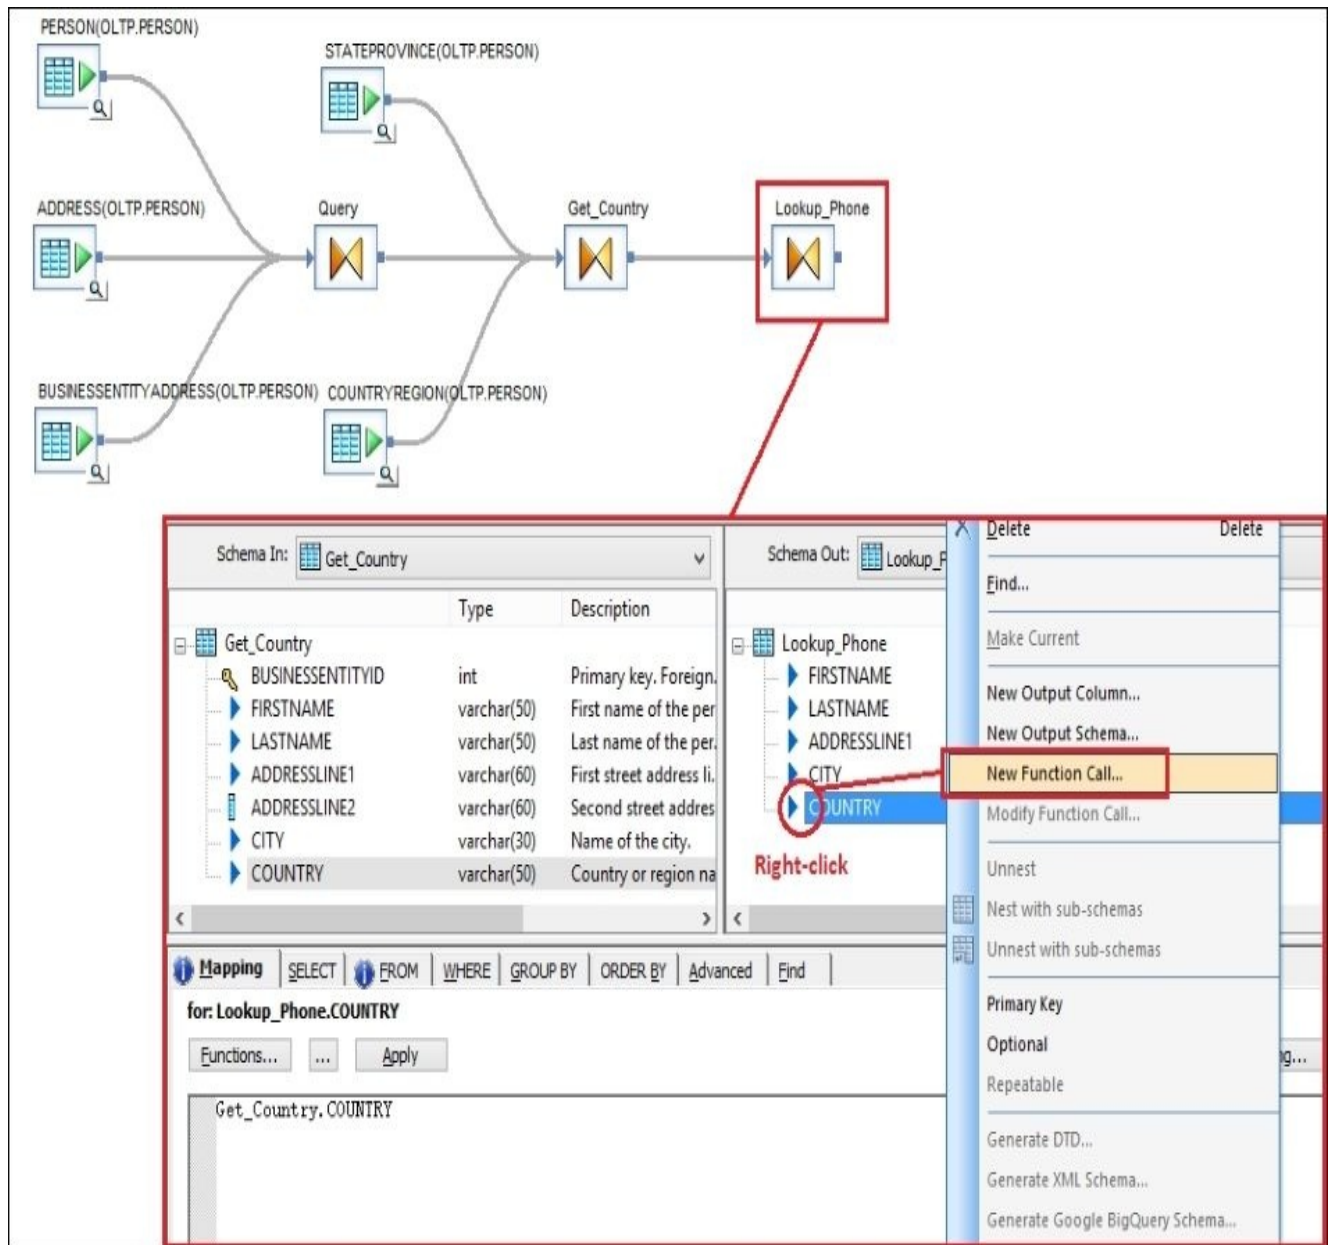 PERSON(OLTP.PERSON)
STATEPROVINCE(OLTP.PERSON)
ADDRESS(OLTP.PERSON)
Query
Get_Country
Lookup_Phone
BUSINESSENTITYADDRESS(OLTP.PERSON)
COUNTRYREGION(OLTP.PERSON)
Schema In: Get_Country
Type Description
Get_Country
BUSINESSENTITYID int Primary key. Foreign.
FIRSTNAME varchar(50) First name of the per
LASTNAME varchar(50) Last name of the per.
ADDRESSLINE1 varchar(60) First street address li.
ADDRESSLINE2 varchar(60) Second street addres
CITY varchar(30) Name of the city.
COUNTRY varchar(50) Country or region na
Schema Out: Lookup_P
Lookup_Phone
FIRSTNAME
LASTNAME
ADDRESSLINE1
CITY
COUNTRY
Right-click
Delete Delete
Find...
Make Current
New Output Column...
New Output Schema...
New Function Call...
Modify Function Call...
Unnest
Nest with sub-schemas
Unnest with sub-schemas
Primary Key
Optional
Repeatable
Generate DTD...
Generate XML Schema...
Generate Google BigQuery Schema...
Mapping SELECT FROM WHERE GROUP BY ORDER BY Advanced Find
for: Lookup_Phone.COUNTRY
Functions... ... Apply
g...
Get_Country.COUNTRY